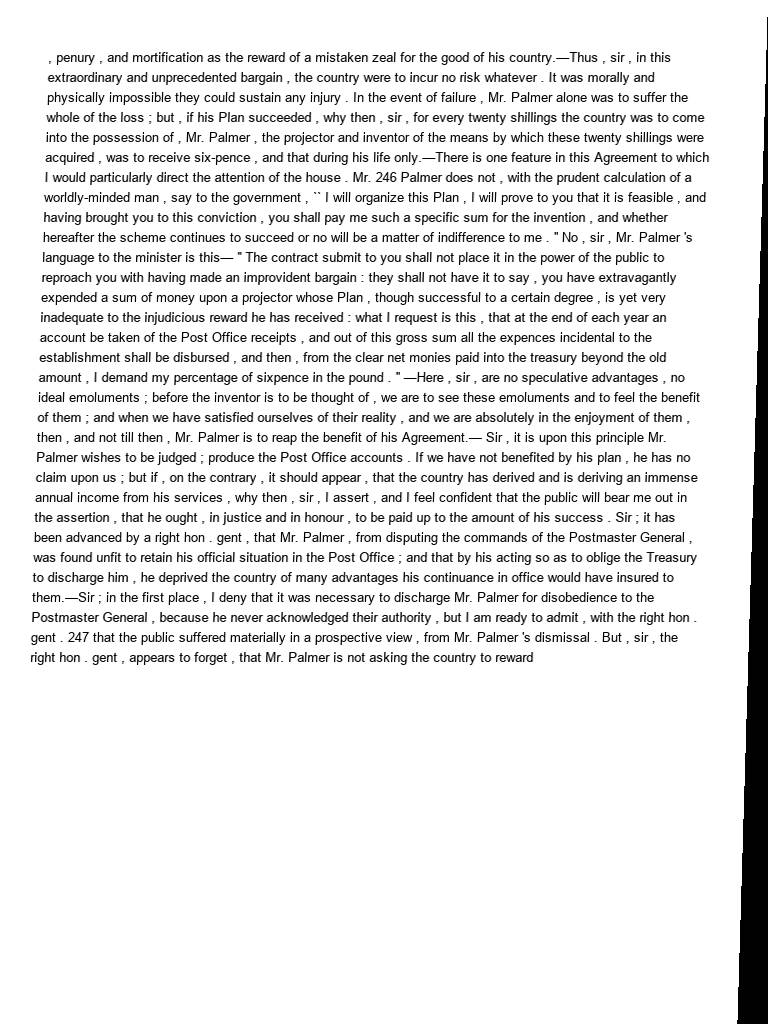 , penury , and mortification as the reward of a mistaken zeal for the good of his country.—Thus , sir , in this
extraordinary and unprecedented bargain , the country were to incur no risk whatever . It was morally and
physically impossible they could sustain any injury . In the event of failure , Mr. Palmer alone was to suffer the
whole of the loss ; but , if his Plan succeeded , why then , sir , for every twenty shillings the country was to come
into the possession of , Mr. Palmer , the projector and inventor of the means by which these twenty shillings were
acquired , was to receive six-pence , and that during his life only.—There is one feature in this Agreement to which
I would particularly direct the attention of the house . Mr. 246 Palmer does not , with the prudent calculation of a
worldly-minded man , say to the government , `` I will organize this Plan , I will prove to you that it is feasible , and
having brought you to this conviction , you shall pay me such a specific sum for the invention , and whether
hereafter the scheme continues to succeed or no will be a matter of indifference to me . " No , sir , Mr. Palmer 's
language to the minister is this— " The contract submit to you shall not place it in the power of the public to
reproach you with having made an improvident bargain : they shall not have it to say , you have extravagantly
expended a sum of money upon a projector whose Plan , though successful to a certain degree , is yet very
inadequate to the injudicious reward he has received : what I request is this , that at the end of each year an
account be taken of the Post Office receipts , and out of this gross sum all the expences incidental to the
establishment shall be disbursed , and then , from the clear net monies paid into the treasury beyond the old
amount , I demand my percentage of sixpence in the pound . " —Here , sir , are no speculative advantages , no
ideal emoluments ; before the inventor is to be thought of , we are to see these emoluments and to feel the benefit
of them ; and when we have satisfied ourselves of their reality , and we are absolutely in the enjoyment of them ,
then , and not till then , Mr. Palmer is to reap the benefit of his Agreement.— Sir , it is upon this principle Mr.
Palmer wishes to be judged ; produce the Post Office accounts . If we have not benefited by his plan , he has no
claim upon us ; but if , on the contrary , it should appear , that the country has derived and is deriving an immense
annual income from his services , why then , sir , I assert , and I feel confident that the public will bear me out in
the assertion , that he ought , in justice and in honour , to be paid up to the amount of his success . Sir ; it has
been advanced by a right hon . gent , that Mr. Palmer , from disputing the commands of the Postmaster General ,
was found unfit to retain his official situation in the Post Office ; and that by his acting so as to oblige the Treasury
to discharge him , he deprived the country of many advantages his continuance in office would have insured to
them.—Sir ; in the first place , I deny that it was necessary to discharge Mr. Palmer for disobedience to the
Postmaster General , because he never acknowledged their authority , but I am ready to admit , with the right hon .
gent . 247 that the public suffered materially in a prospective view , from Mr. Palmer 's dismissal . But , sir , the
right hon . gent , appears to forget , that Mr. Palmer is not asking the country to reward